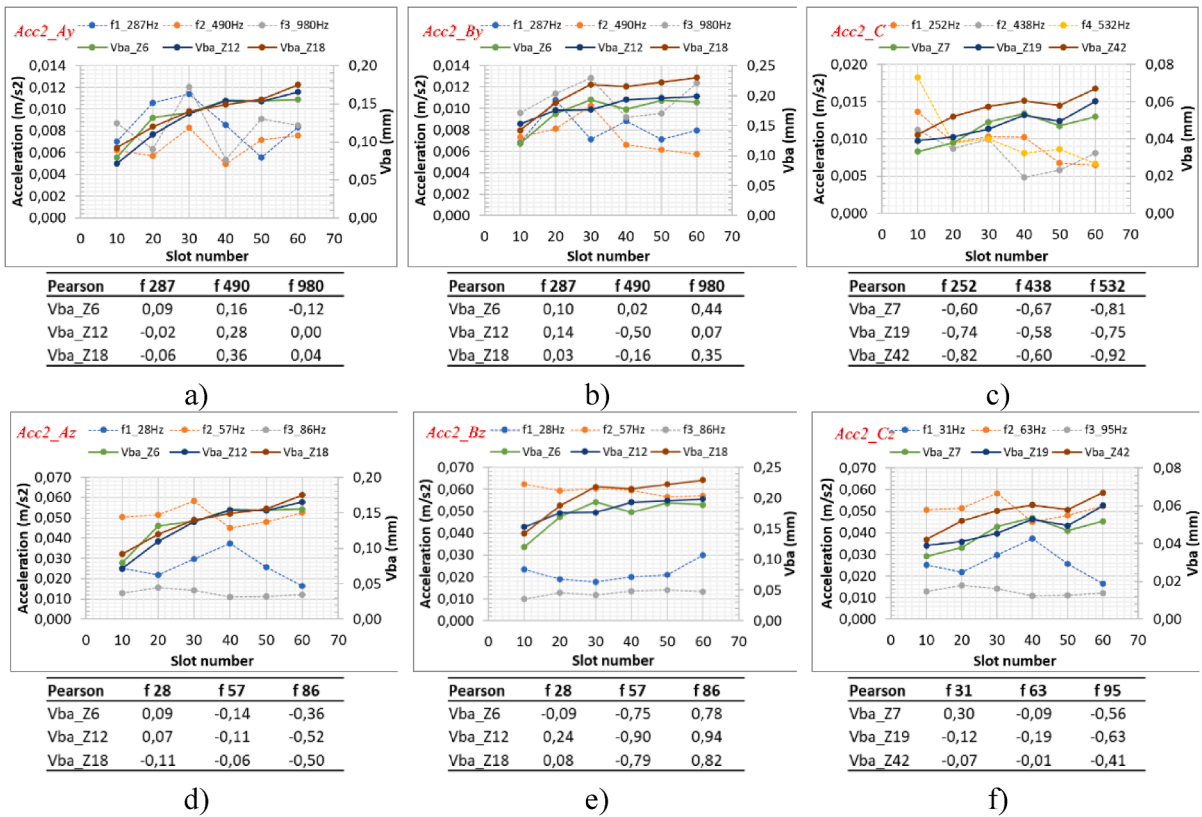 Acc2_Ay
f1_287Hz f2_490Hz f3_980Hz
Vba_Z6 Vba_Z12 Vba_Z18
Acceleration (m/s2)
0,014
0,012
0,010
0,008
0,006
0,004
0,002
0,000
0,20
0,15
0,10
0,05
0,00
Vba (mm)
0 10 20 30 40 50 60 70
Slot number
Pearson f 287 f 490 f 980
Vba_Z6 0,09 0,16 -0,12
Vba_Z12 -0,02 0,28 0,00
Vba_Z18 -0,06 0,36 0,04
a)
Acc2_By
f1_287Hz f2_490Hz f3_980Hz
Vba_Z6 Vba_Z12 Vba_Z18
Acceleration (m/s2)
0,014
0,012
0,010
0,008
0,006
0,004
0,002
0,000
0,25
0,20
0,15
0,10
0,05
0,00
Vba (mm)
0 10 20 30 40 50 60 70
Slot number
Pearson f 287 f 490 f 980
Vba_Z6 0,10 0,02 0,44
Vba_Z12 0,14 -0,50 0,07
Vba_Z18 0,03 -0,16 0,35
b)
Acc2_C
f1_252Hz f2_438Hz f4_532Hz
Vba_Z7 Vba_Z19 Vba_Z42
Acceleration (m/s2)
0,020
0,015
0,010
0,005
0,000
0,08
0,06
0,04
0,02
0,00
Vba (mm)
0 10 20 30 40 50 60 70
Slot number
Pearson f 252 f 438 f 532
Vba_Z7 -0,60 -0,67 -0,81
Vba_Z19 -0,74 -0,58 -0,75
Vba_Z42 -0,82 -0,60 -0,92
c)
Acc2_Az
f1_28Hz f2_57Hz f3_86Hz
Vba_Z6 Vba_Z12 Vba_Z18
Acceleration (m/s2)
0,070
0,060
0,050
0,040
0,030
0,020
0,010
0,000
0,20
0,15
0,10
0,05
0,00
Vba (mm)
0 10 20 30 40 50 60 70
Slot number
Pearson f 28 f 57 f 86
Vba_Z6 0,09 -0,14 -0,36
Vba_Z12 0,07 -0,11 -0,52
Vba_Z18 -0,11 -0,06 -0,50
d)
Acc2_Bz
f1_28Hz f2_57Hz f3_86Hz
Vba_Z6 Vba_Z12 Vba_Z18
Acceleration (m/s2)
0,070
0,060
0,050
0,040
0,030
0,020
0,010
0,000
0,25
0,20
0,15
0,10
0,05
0,00
Vba (mm)
0 10 20 30 40 50 60 70
Slot number
Pearson f 28 f 57 f 86
Vba_Z6 -0,09 -0,75 0,78
Vba_Z12 0,24 -0,90 0,94
Vba_Z18 0,08 -0,79 0,82
e)
Acc2_Cz
f1_31Hz f2_63Hz f3_95Hz
Vba_Z7 Vba_Z19 Vba_Z42
Acceleration (m/s2)
0,070
0,060
0,050
0,040
0,030
0,020
0,010
0,000
0,08
0,06
0,04
0,02
0,00
Vba (mm)
0 10 20 30 40 50 60 70
Slot number
Pearson f 31 f 63 f 95
Vba_Z7 0,30 -0,09 -0,56
Vba_Z19 -0,12 -0,19 -0,63
Vba_Z42 -0,07 -0,01 -0,41
f)